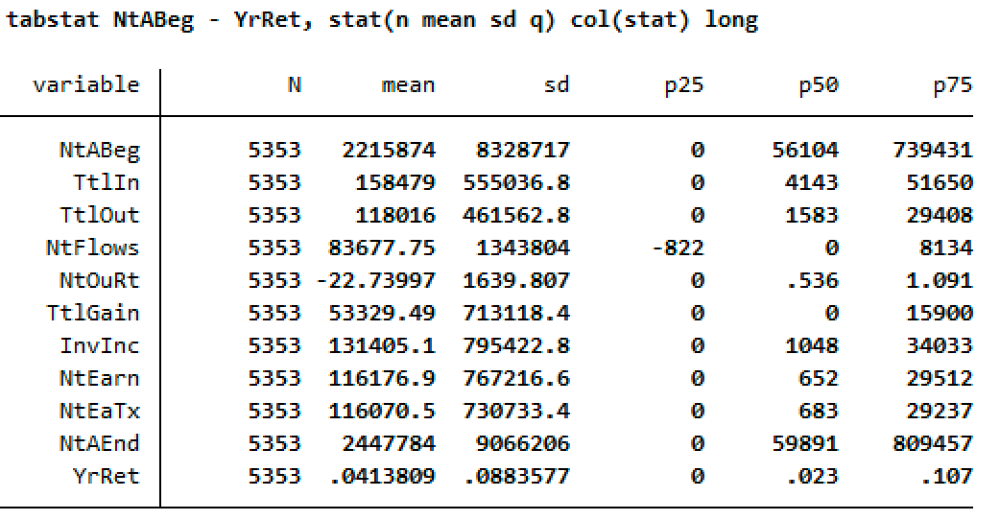 tabstat NtABeg - YrRet, stat(n mean sd q) col(stat) long
variable N mean sd p25 p50 p75
NtABeg 5353 2215874 8328717 0 56104 739431
TtlIn 5353 158479 555036.8 0 4143 51650
TtlOut 5353 118016 461562.8 0 1583 29408
NtFlows 5353 83677.75 1343804 -822 0 8134
NtOuRt 5353 -22.73997 1639.807 0 .536 1.091
TtlGain 5353 53329.49 713118.4 0 0 15900
InvInc 5353 131405.1 795422.8 0 1048 34033
NtEarn 5353 116176.9 767216.6 0 652 29512
NtEaTx 5353 116070.5 730733.4 0 683 29237
NtAEnd 5353 2447784 9066206 0 59891 809457
YrRet 5353 .0413809 .0883577 0 .023 .107